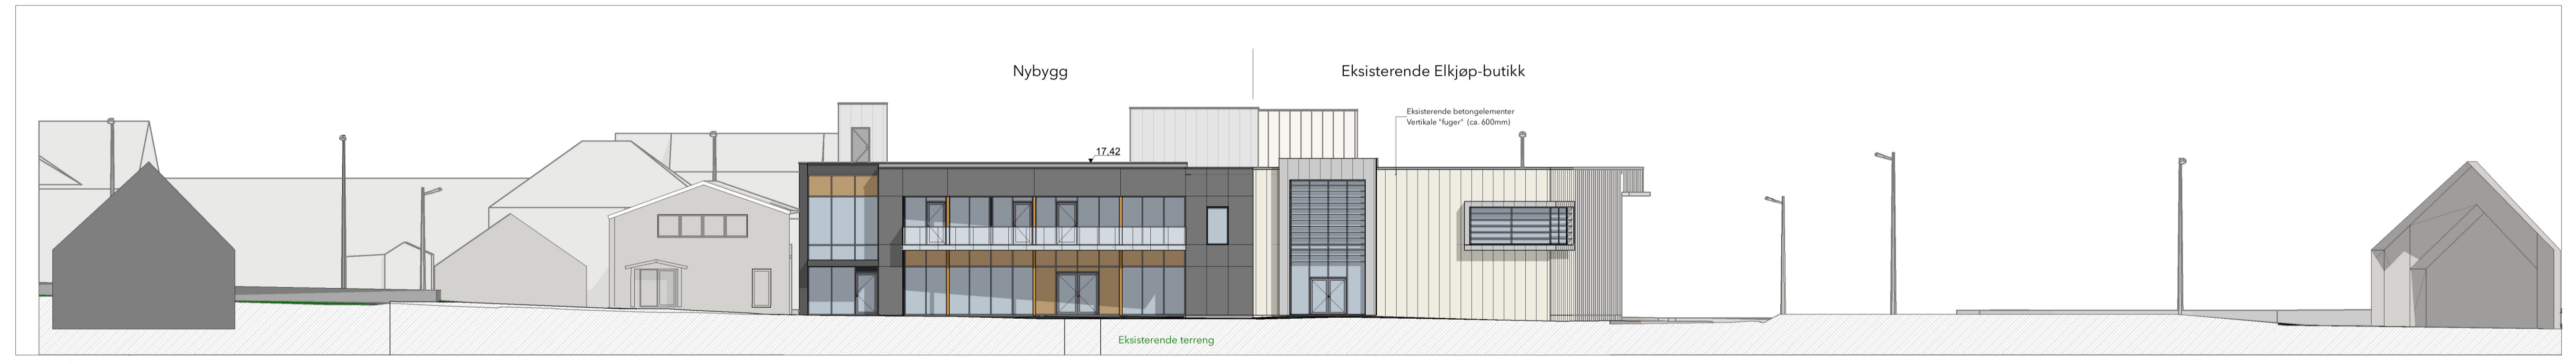 Nybygg
Eksisterende Elkjøp-butikk
Eksisterende betongelementer
Vertikale "fuger" (ca. 600mm)
17,42
Eksisterende terreng